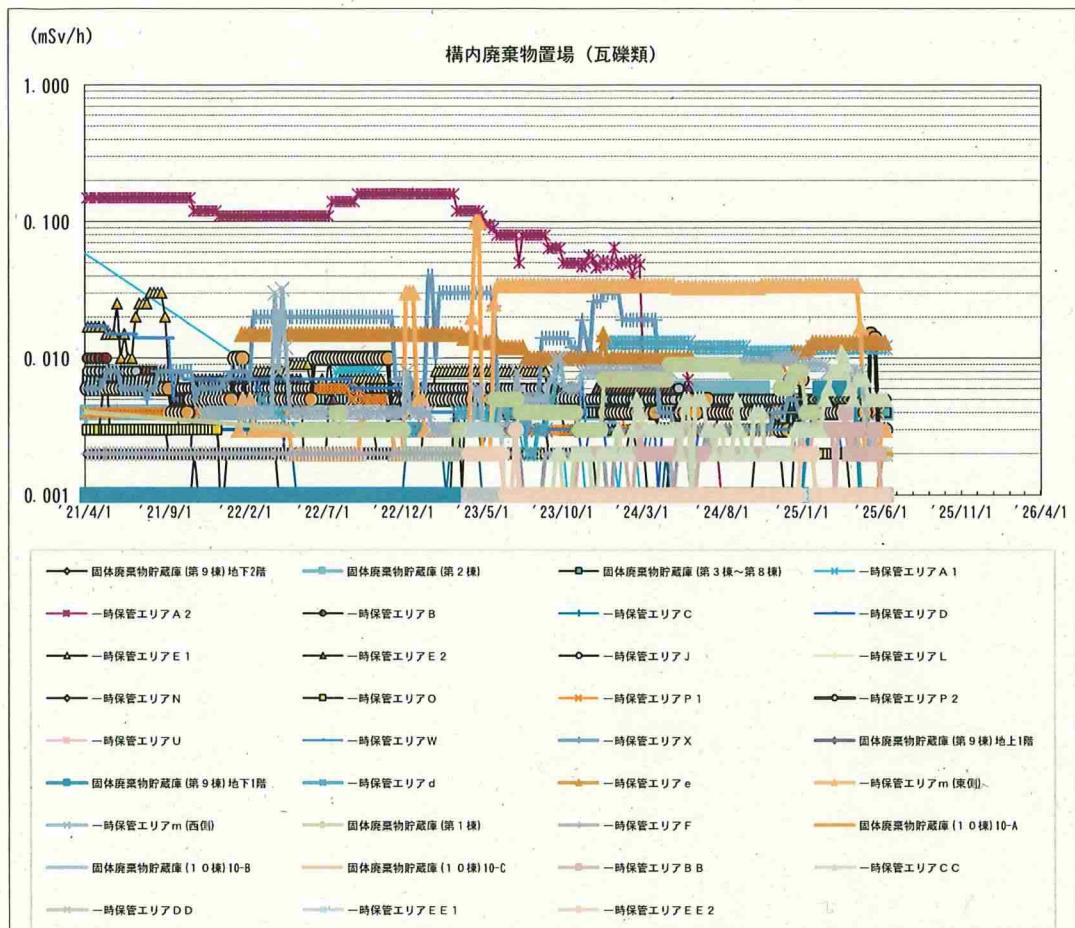 (mSv/h)
構内廃棄物置場 (瓦礫類)
1.000
0.100
0.010
0.001
'21/4/1 '21/9/1 '22/2/1 '22/7/1 '22/12/1 '23/5/1 '23/10/1 '24/3/1 '24/8/1 '25/1/1 '25/6/1 '25/11/1 '26/4/1
固体廃棄物貯蔵庫(第9棟)地下2階 固体廃棄物貯蔵庫(第2棟) 固体廃棄物貯蔵庫(第3棟～第8棟) 一時保管エリアA1
一時保管エリアA2 一時保管エリアB 一時保管エリアC 一時保管エリアD
一時保管エリアE1 一時保管エリアE2 一時保管エリアJ 一時保管エリアL
一時保管エリアN 一時保管エリアO 一時保管エリアP1 一時保管エリアP2
一時保管エリアU 一時保管エリアW 一時保管エリアX 固体廃棄物貯蔵庫(第9棟)地上1階
固体廃棄物貯蔵庫(第9棟)地下1階 一時保管エリアd 一時保管エリアe 一時保管エリアm(東側)
一時保管エリアm(西側) 固体廃棄物貯蔵庫(第1棟) 一時保管エリアF 固体廃棄物貯蔵庫(10棟)10-A
固体廃棄物貯蔵庫(10棟)10-B 固体廃棄物貯蔵庫(10棟)10-C 一時保管エリアBB 一時保管エリアCC
一時保管エリアDD 一時保管エリアEE1 一時保管エリアEE2